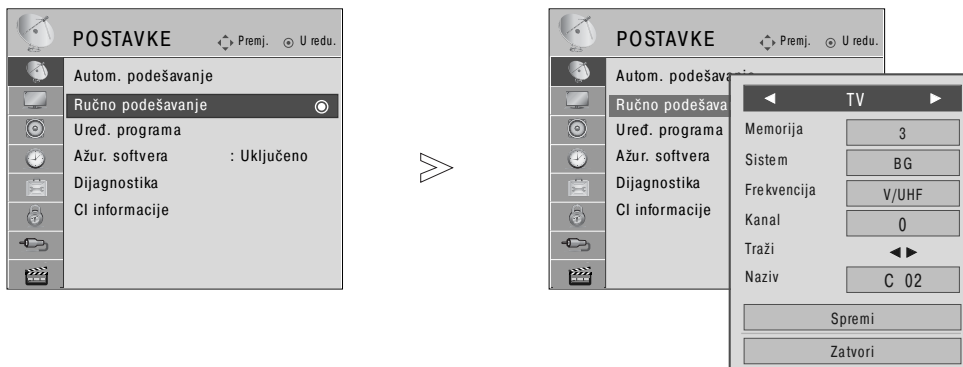 POSTAVKE Premj. U redu.
Autom. podešavanje
Ručno podešavanje
Uređ. programa
Ažur. softvera : Uključeno
Dijagnostika
CI informacije
POSTAVKE Premj. U redu.
Autom. podešava
Ručno podešava
Uređ. programa
Ažur. softvera
Dijagnostika
CI informacije
◄ TV ►
Memorija 3
Sistem BG
Frekvencija V/UHF
Kanal 0
Traži ◄►
Naziv C 02
Spremi
Zatvori